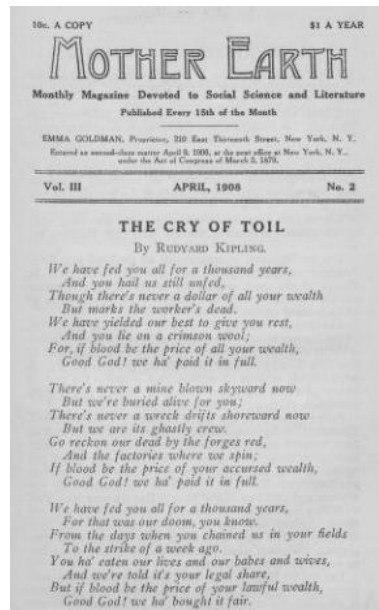 10c. A COPY $1 A YEAR
MOTHER EARTH
Monthly Magazine Devoted to Social Science and Literature
Published Every 15th of the Month
EMMA GOLDMAN, Proprietor, 210 East Thirteenth Street, New York, N. Y.
Entered as second-class matter April 9, 1906, at the post office at New York, N. Y.,
under the Act of Congress of March 3, 1879.
Vol. III APRIL, 1908 No. 2
THE CRY OF TOIL
By RUDYARD KIPLING.
We have fed you all for a thousand years,
And you hail us still unfed,
Though there's never a dollar of all your wealth
But marks the worker's dead.
We have yielded our best to give you rest,
And you lie on a crimson wool;
For, if blood be the price of all your wealth,
Good God! we ha' paid it in full.
There's never a mine blown skyward now
But we're buried alive for you;
There's never a wreck drifts shoreward now
But we are its ghastly crew.
Go reckon our dead by the forges red,
And the factories where we spin;
If blood be the price of your accursed wealth,
Good God! we ha' paid it in full.
We have fed you all for a thousand years,
For that was our doom, you know.
From the days when you chained us in your fields
To the strike of a week ago.
You ha' eaten our lives and our babes and wives,
And we're told it's your legal share,
But if blood be the price of your lawful wealth,
Good God! we ha' bought it fair.